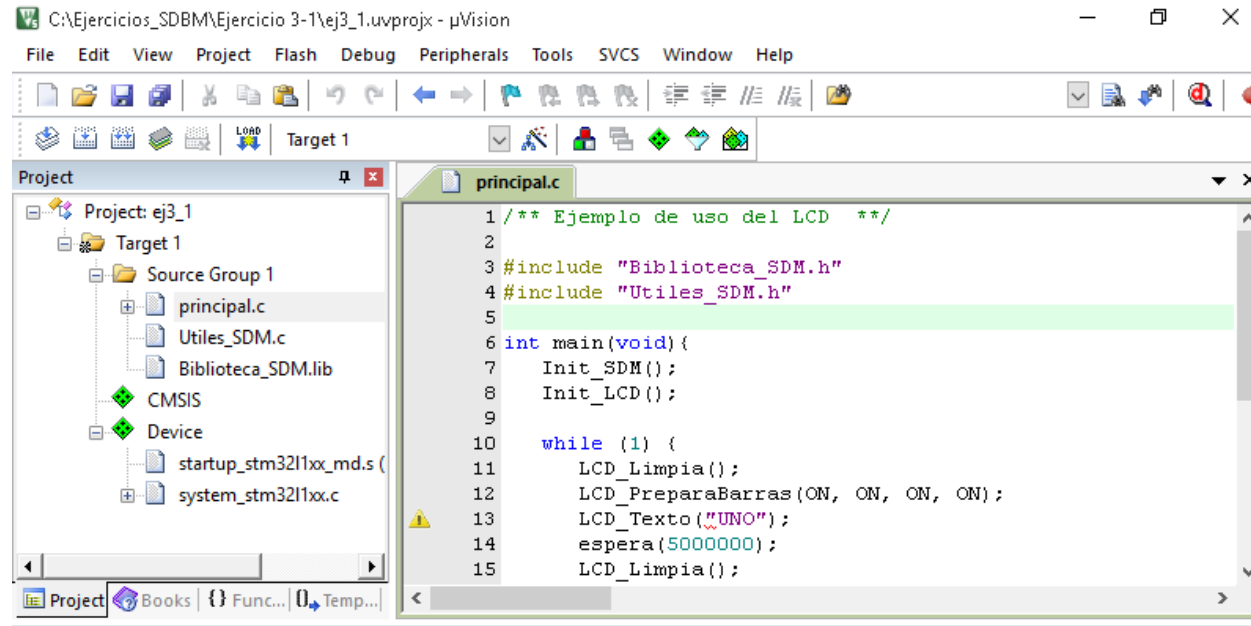 C:\Ejercicios_SDBM\Ejercicio 3-1\ej3_1.uvprojx - µVision
File Edit View Project Flash Debug Peripherals Tools SVCS Window Help
LOAD Target 1
Project
principal.c
Project: ej3_1
Target 1
Source Group 1
principal.c
Utiles_SDM.c
Biblioteca_SDM.lib
CMSIS
Device
startup_stm32l1xx_md.s (
system_stm32l1xx.c
Project Books {} Func... 0 Temp...
1 /** Ejemplo de uso del LCD  **/
2
3 #include "Biblioteca_SDM.h"
4 #include "Utiles_SDM.h"
5
6 int main(void){
7    Init_SDM();
8    Init_LCD();
9
10    while (1) {
11       LCD_Limpia();
12       LCD_PreparaBarras(ON, ON, ON, ON);
13       LCD_Texto("UNO");
14       espera(5000000);
15       LCD_Limpia();